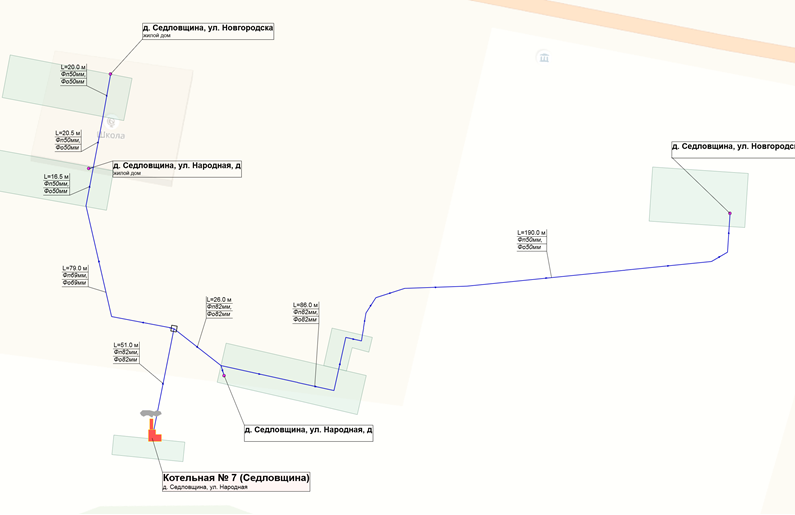 д. Седловщина, ул. Новгородска
жилой дом
L=20.0 м
Фп50мм,
Фо50мм
L=20.5 м
Фп50мм,
Фо50мм
Школа
д. Седловщина, ул. Народная, д
жилой дом
L=16.5 м
Фп50мм,
Фо50мм
д. Седловщина, ул. Новгородс
L=190.0 м
Фп50мм,
Фо50мм
L=79.0 м
Фп69мм,
Фо69мм
L=26.0 м
Фп82мм,
Фо82мм
L=86.0 м
Фп82мм,
Фо82мм
L=51.0 м
Фп82мм,
Фо82мм
д. Седловщина, ул. Народная, д
Котельная № 7 (Седловщина)
д. Седловщина, ул. Народная